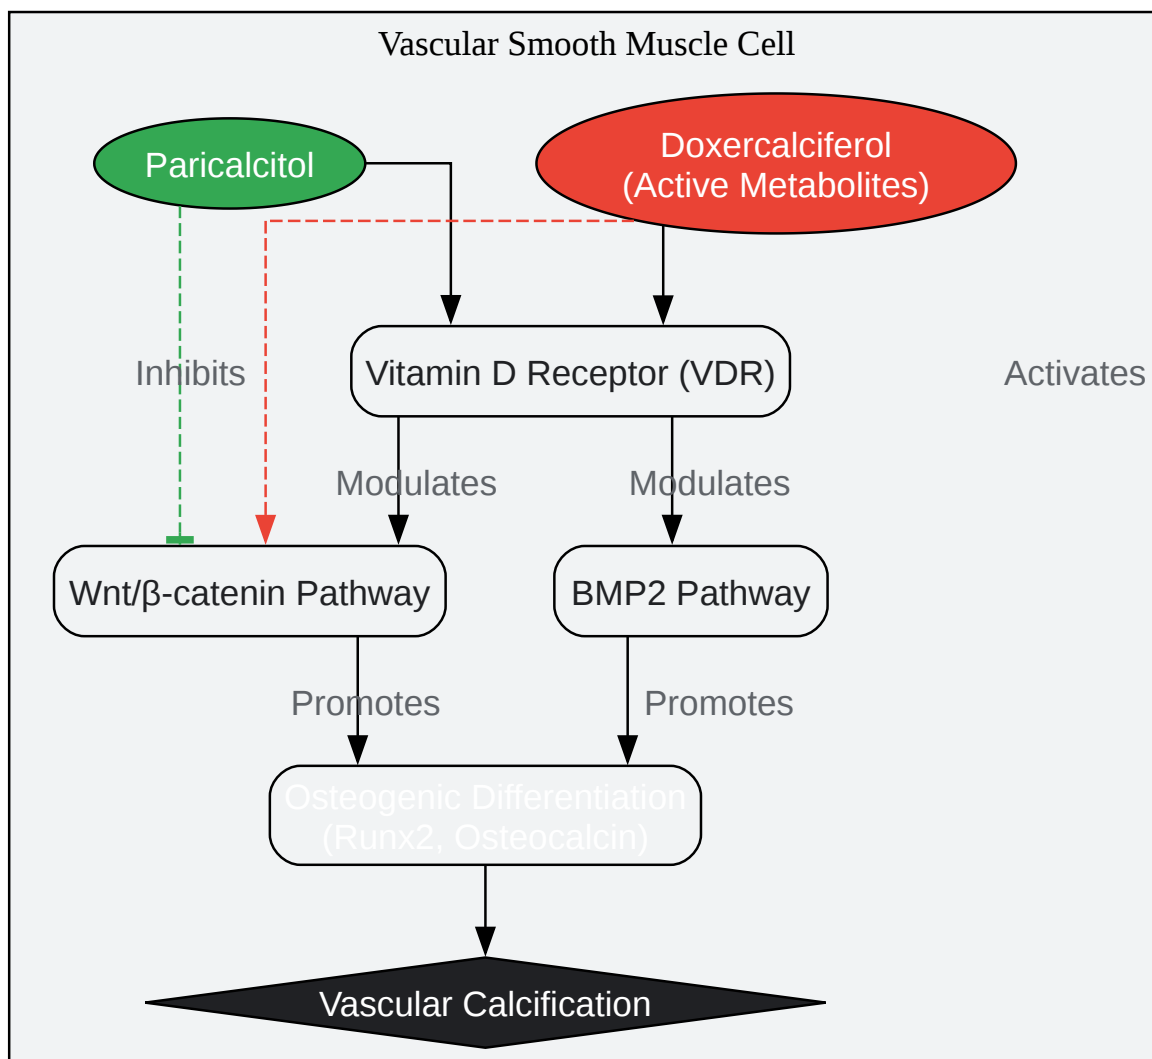 Vascular Smooth Muscle Cell
Paricalcitol
Doxercalciferol
(Active Metabolites)
Inhibits
Vitamin D Receptor (VDR)
Activates
Modulates
Modulates
Wnt/β-catenin Pathway
BMP2 Pathway
Promotes
Promotes
Osteogenic Differentiation
(Runx2, Osteocalcin)
Vascular Calcification